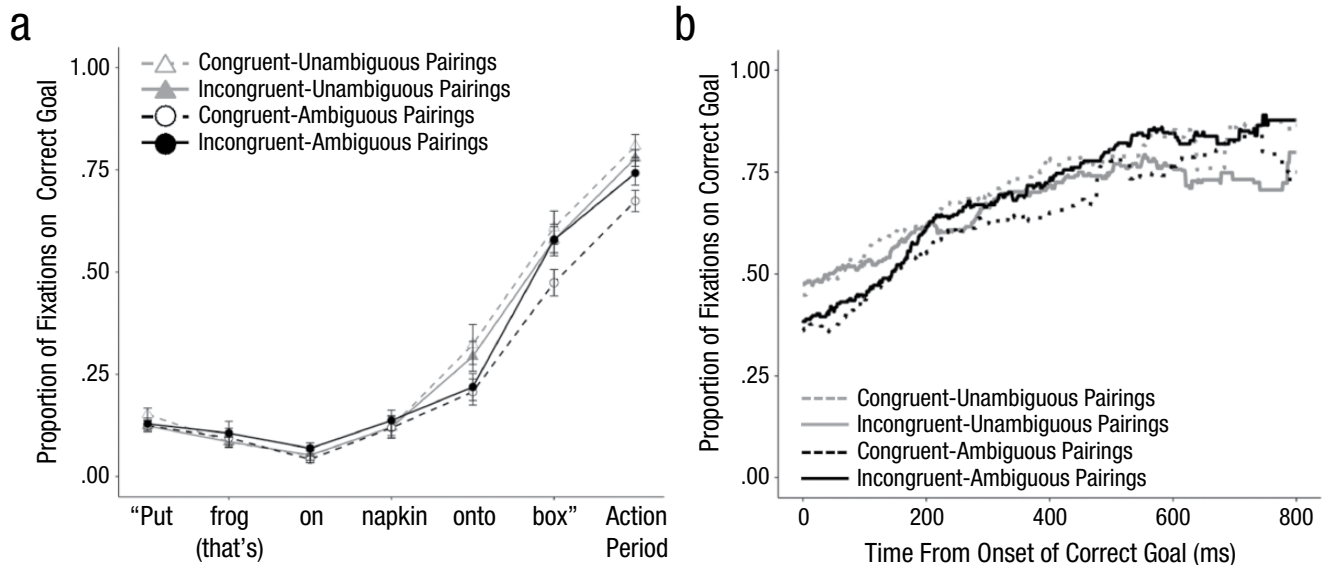 a
Proportion of Fixations on Correct Goal
1.00
.75
.50
.25
.00
Congruent-Unambiguous Pairings
Incongruent-Unambiguous Pairings
Congruent-Ambiguous Pairings
Incongruent-Ambiguous Pairings
“Put frog on napkin onto box” Action
(that’s) Period
b
Proportion of Fixations on Correct Goal
1.00
.75
.50
.25
.00
Congruent-Unambiguous Pairings
Incongruent-Unambiguous Pairings
Congruent-Ambiguous Pairings
Incongruent-Ambiguous Pairings
0 200 400 600 800
Time From Onset of Correct Goal (ms)